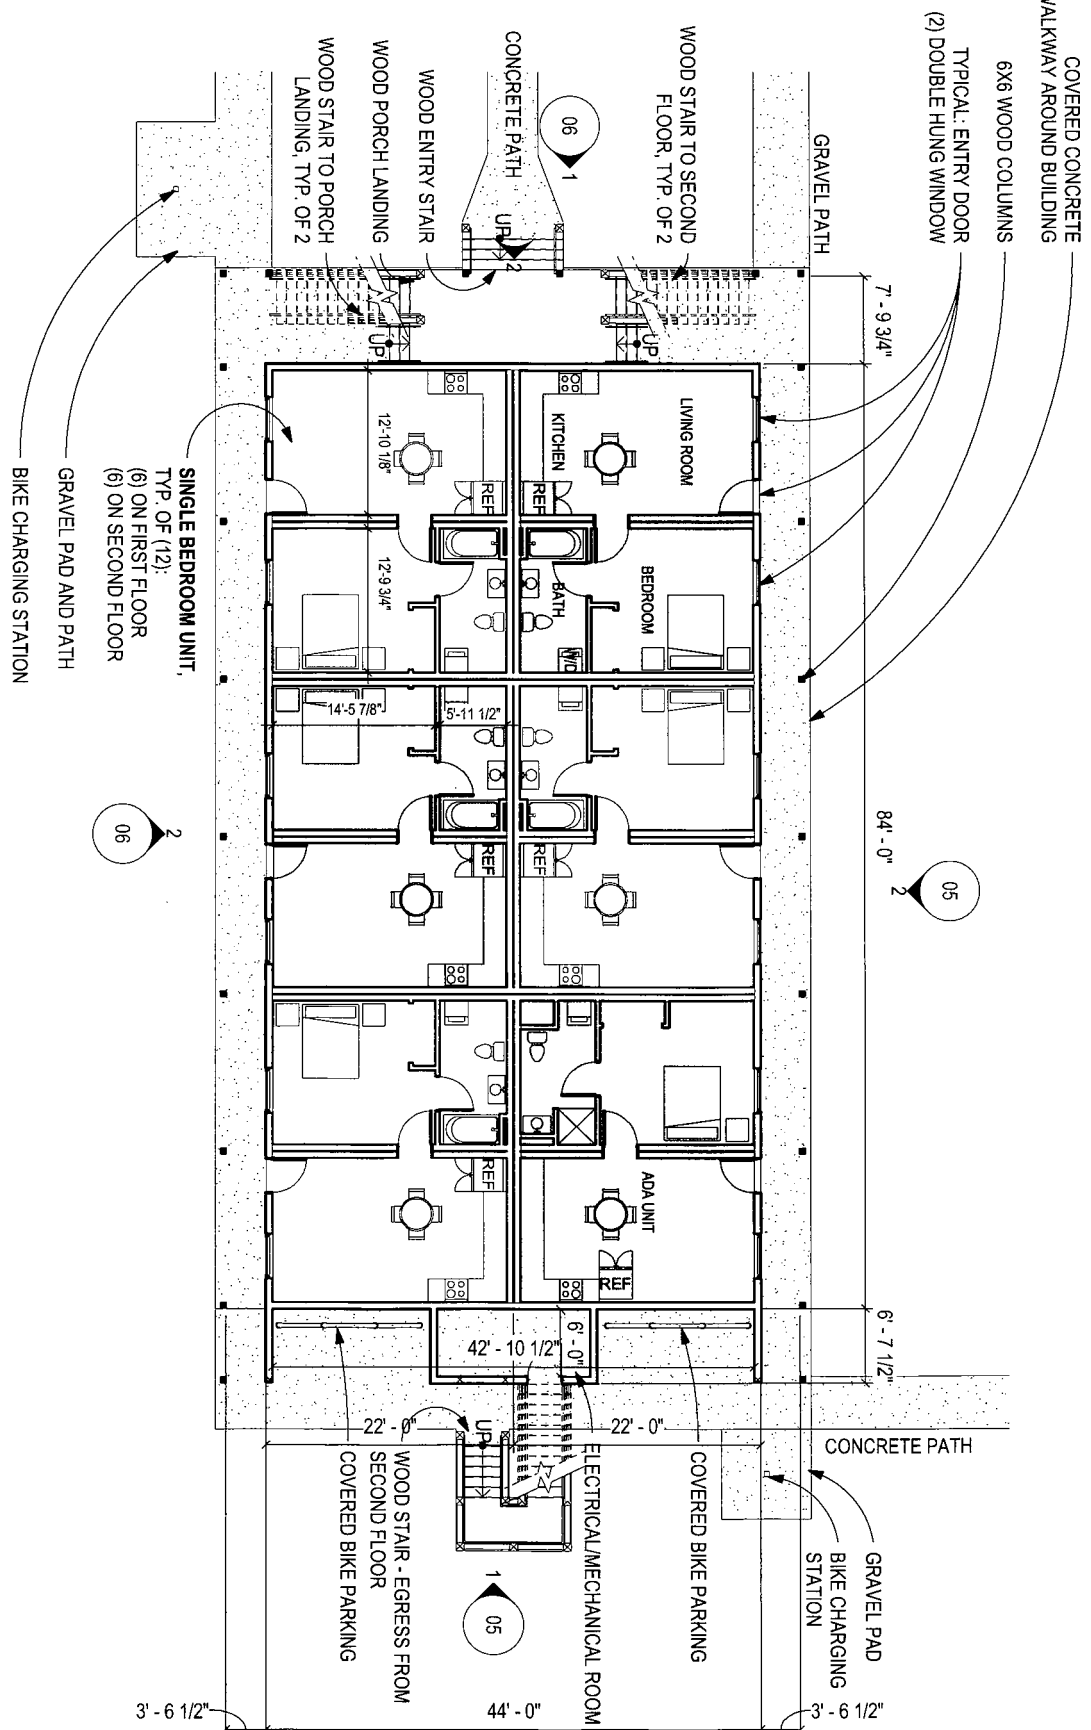 COVERED CONCRETE
WALKWAY AROUND BUILDING
6X6 WOOD COLUMNS
TYPICAL: ENTRY DOOR
(2) DOUBLE HUNG WINDOW
GRAVEL PATH
WOOD STAIR TO SECOND
FLOOR, TYP. OF 2
06
1
CONCRETE PATH
WOOD ENTRY STAIR
WOOD PORCH LANDING
WOOD STAIR TO PORCH
LANDING, TYP. OF 2
UP
2
UP
UP
7' - 9 3/4"
84' - 0"
6' - 7 1/2"
LIVING ROOM
KITCHEN
REF
REF
12'-10 1/8"
12'-9 3/4"
BEDROOM
BATH
W/D
14'-5 7/8"
5'-11 1/2"
REF
REF
REF
ADA UNIT
REF
SINGLE BEDROOM UNIT,
TYP. OF (12):
(6) ON FIRST FLOOR
(6) ON SECOND FLOOR
GRAVEL PAD AND PATH
BIKE CHARGING STATION
05
2
06
2
42' - 10 1/2"
6' - 0"
22' - 0"
22' - 0"
UP
CONCRETE PATH
GRAVEL PAD
BIKE CHARGING
STATION
COVERED BIKE PARKING
ELECTRICAL/MECHANICAL ROOM
WOOD STAIR - EGRESS FROM
SECOND FLOOR
COVERED BIKE PARKING
05
1
3' - 6 1/2"
44' - 0"
3' - 6 1/2"